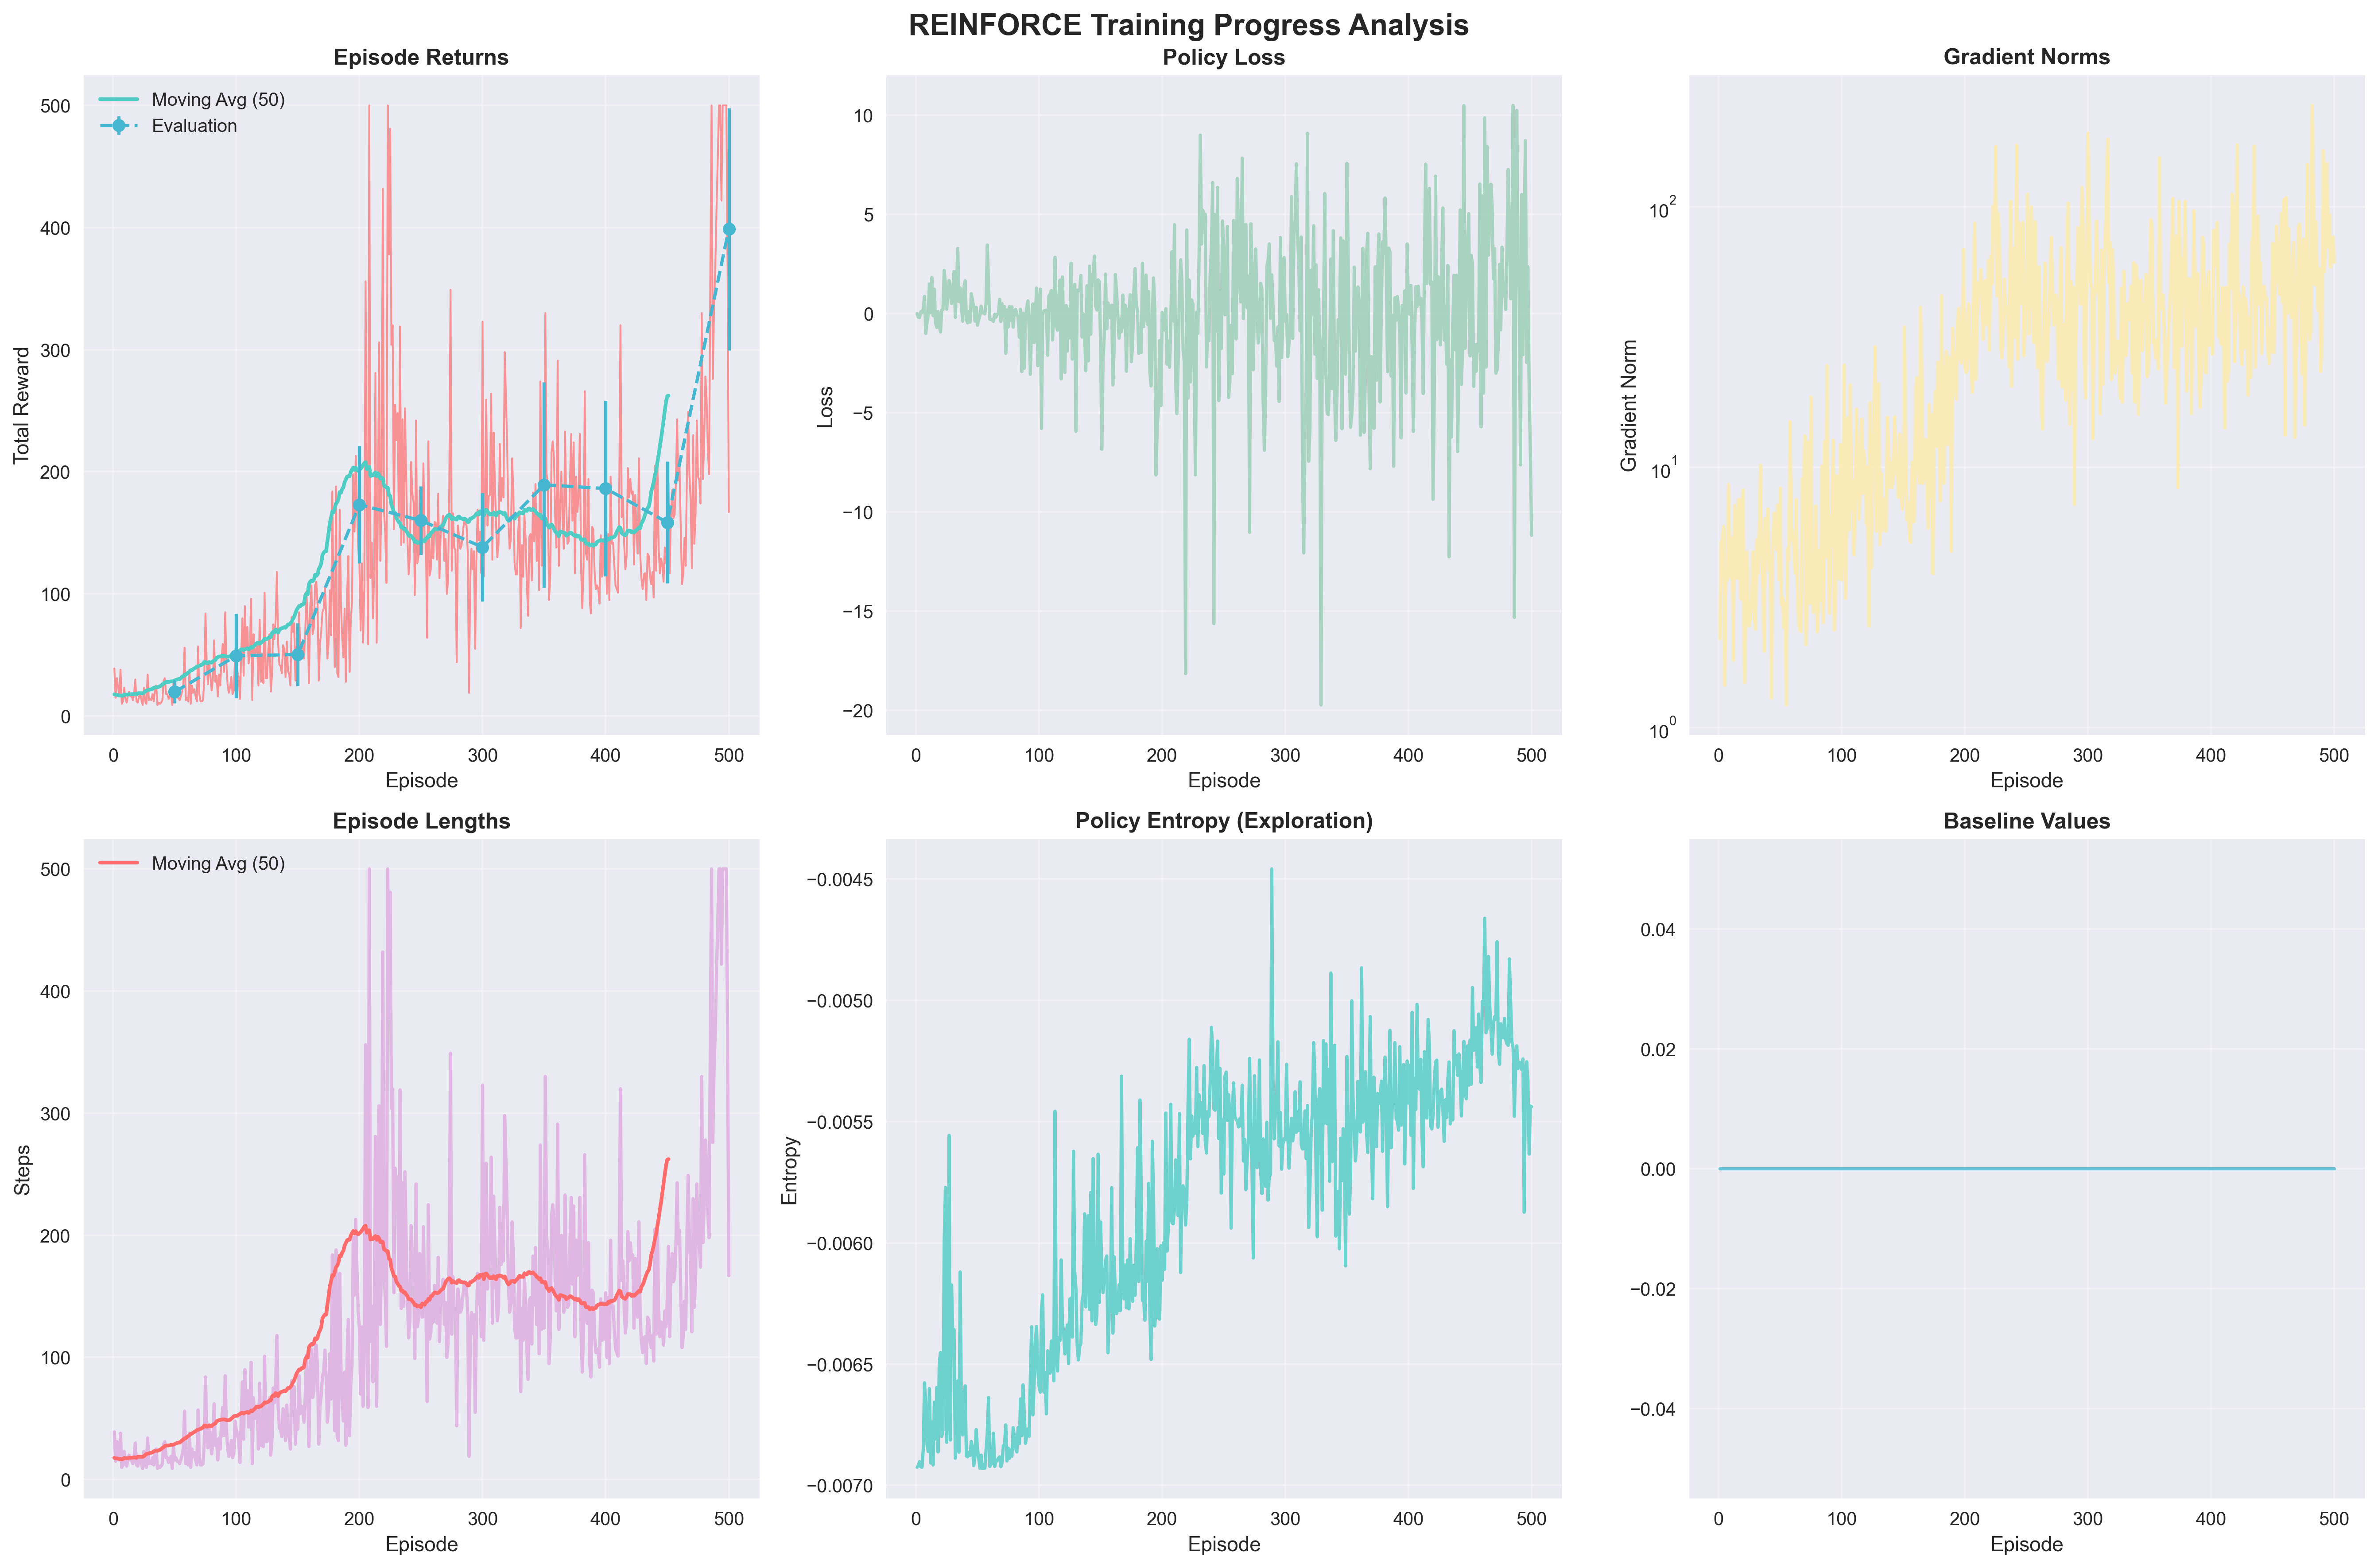 REINFORCE Training Progress Analysis
Episode Returns
Moving Avg (50)
Evaluation
500
400
300
200
100
0
Total Reward
0 100 200 300 400 500
Episode
Policy Loss
10
5
0
−5
−10
−15
−20
Loss
0 100 200 300 400 500
Episode
Gradient Norms
10^2
10^1
10^0
Gradient Norm
0 100 200 300 400 500
Episode
Episode Lengths
Moving Avg (50)
500
400
300
200
100
0
Steps
0 100 200 300 400 500
Episode
Policy Entropy (Exploration)
−0.0045
−0.0050
−0.0055
−0.0060
−0.0065
−0.0070
Entropy
0 100 200 300 400 500
Episode
Baseline Values
0.04
0.02
0.00
−0.02
−0.04
0 100 200 300 400 500
Episode